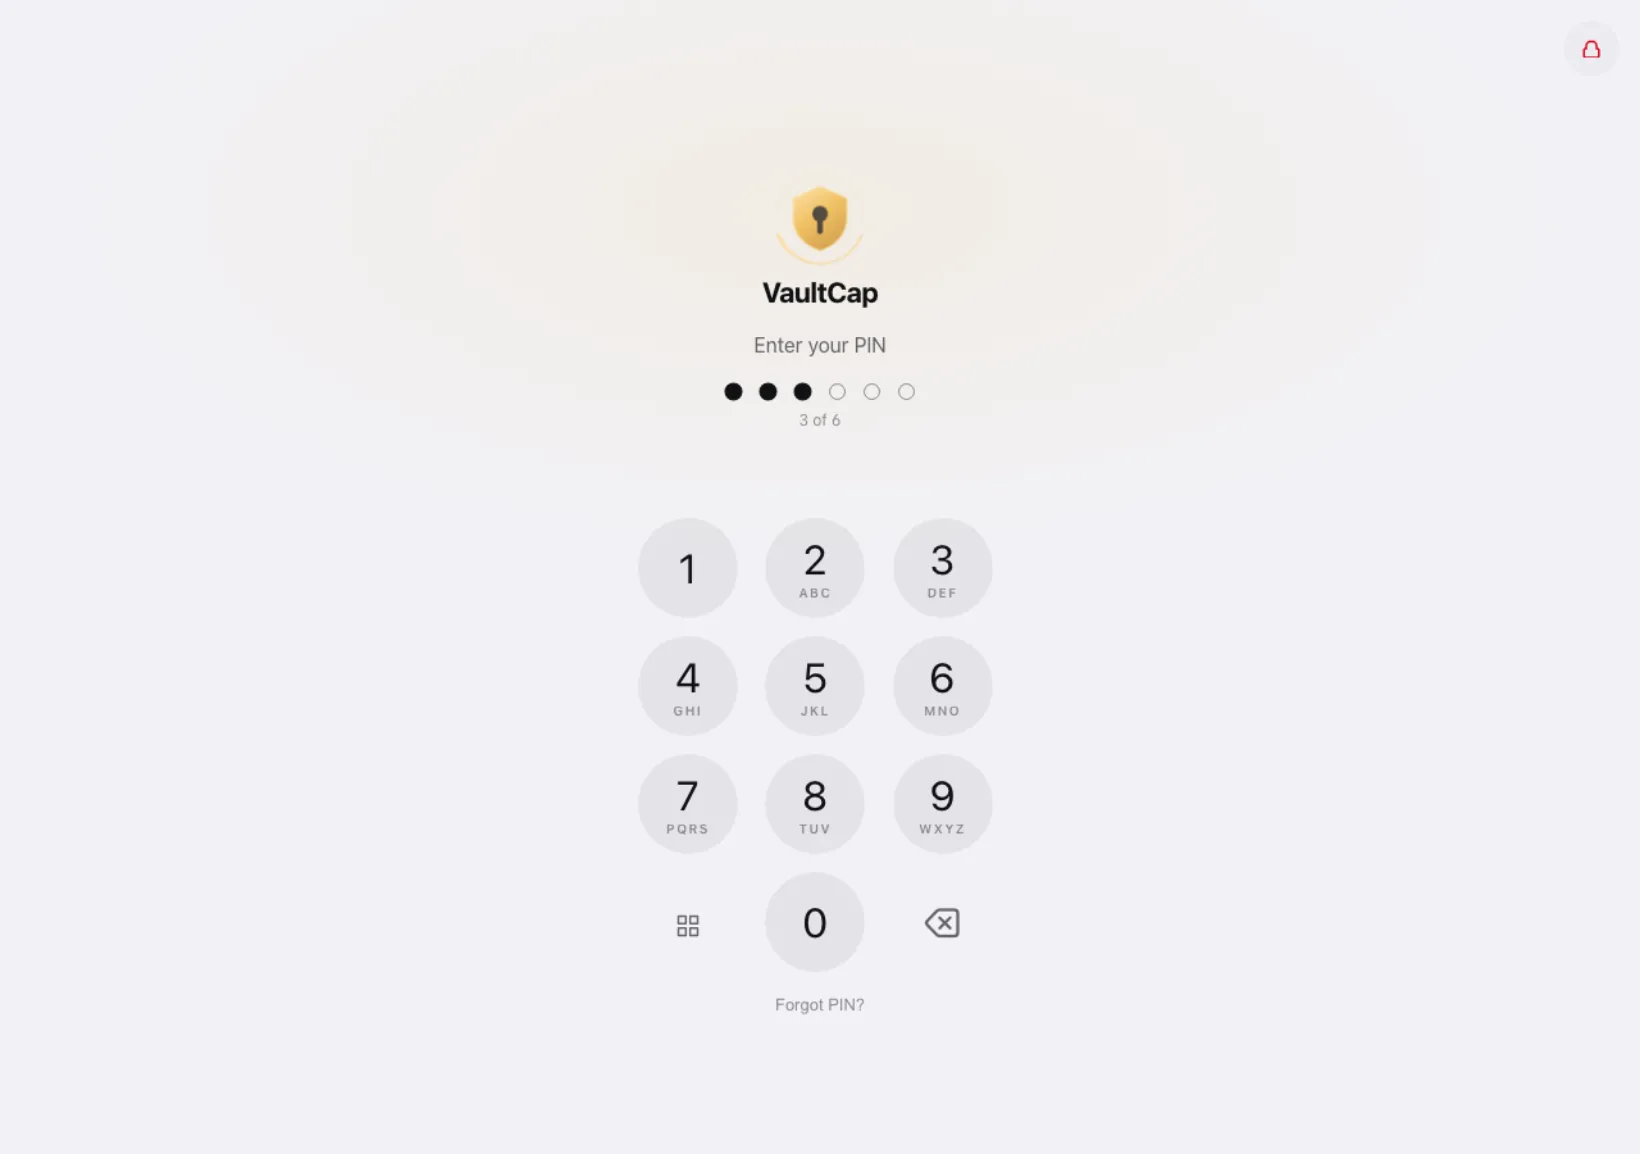 VaultCap
Enter your PIN
3 of 6
1
2
3
ABC
DEF
4
5
6
GHI
JKL
MNO
7
8
9
PQRS
TUV
WXYZ
0
Forgot PIN?